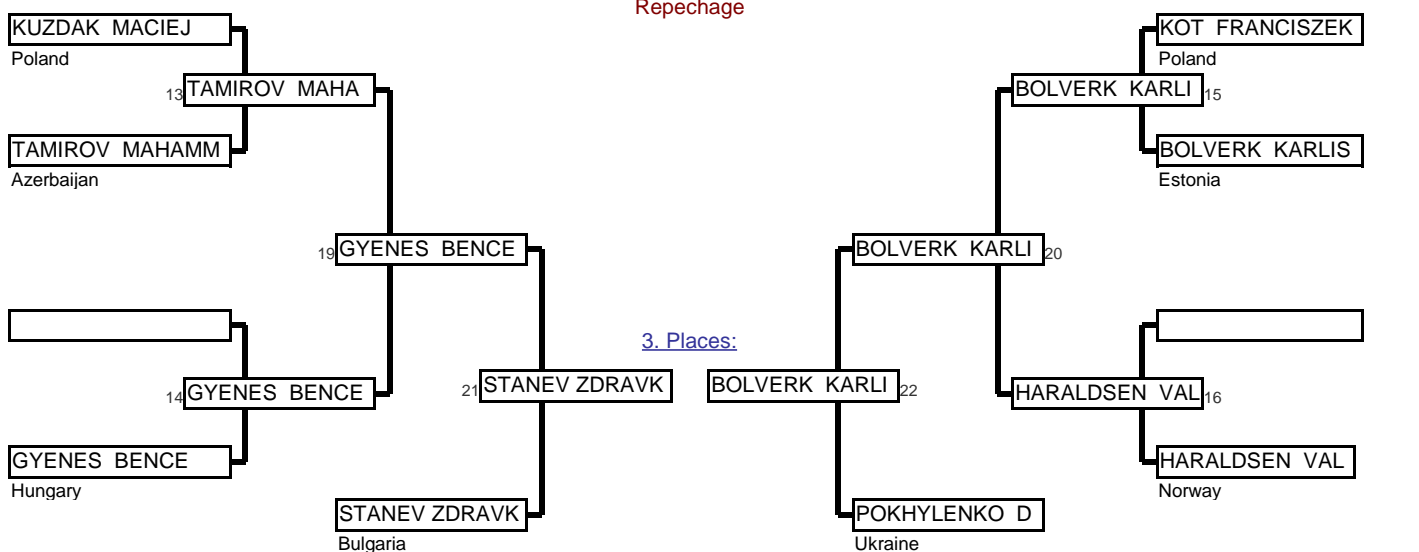 Repechage
KUZDAK MACIEJ
KOT FRANCISZEK
Poland
Poland
13 TAMIROV MAHA
BOLVERK KARLI 15
TAMIROV MAHAMM
BOLVERK KARLIS
Azerbaijan
Estonia
19 GYENES BENCE
BOLVERK KARLI 20
3. Places:
14 GYENES BENCE
21 STANEV ZDRAVK
BOLVERK KARLI 22
HARALDSEN VAL 16
GYENES BENCE
HARALDSEN VAL
Hungary
Norway
STANEV ZDRAVK
POKHYLENKO D
Bulgaria
Ukraine